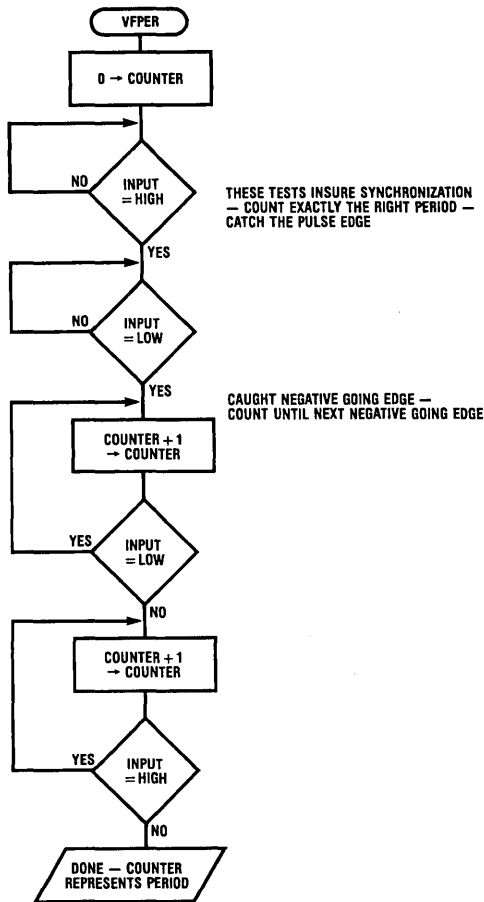 VFPER
0 → COUNTER
INPUT
= HIGH
NO
YES
THESE TESTS INSURE SYNCHRONIZATION
— COUNT EXACTLY THE RIGHT PERIOD —
CATCH THE PULSE EDGE
INPUT
= LOW
NO
YES
CAUGHT NEGATIVE GOING EDGE —
COUNT UNTIL NEXT NEGATIVE GOING EDGE
COUNTER + 1
→ COUNTER
YES
INPUT
= LOW
NO
COUNTER + 1
→ COUNTER
YES
INPUT
= HIGH
NO
DONE — COUNTER
REPRESENTS PERIOD